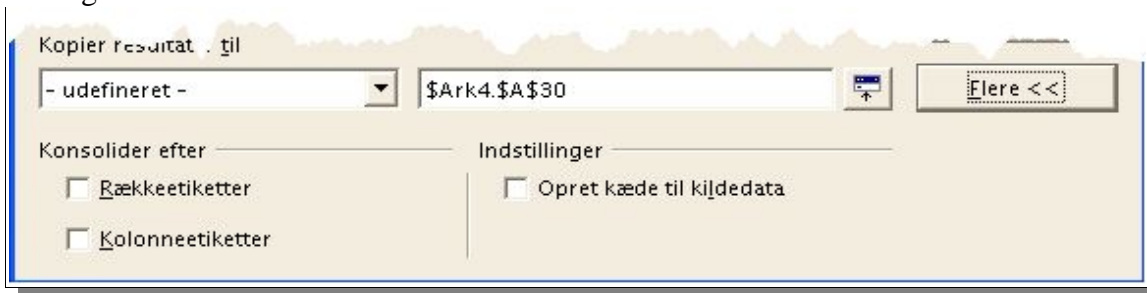 Kopier resultat . til
- udefineret -
$Ark4.$A$30
Flere <<
Konsolider efter
Indstillinger
Rækkeetiketter
Opret kæde til kildedata
Kolonneetiketter